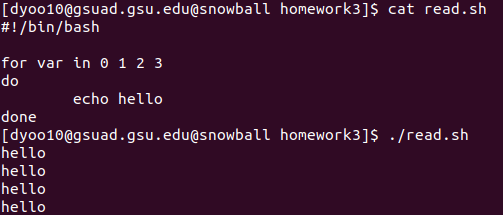 [dyoo10@gsuad.gsu.edu@snowball homework3]$ cat read.sh
#!/bin/bash

for var in 0 1 2 3
do
        echo hello
done
[dyoo10@gsuad.gsu.edu@snowball homework3]$ ./read.sh
hello
hello
hello
hello